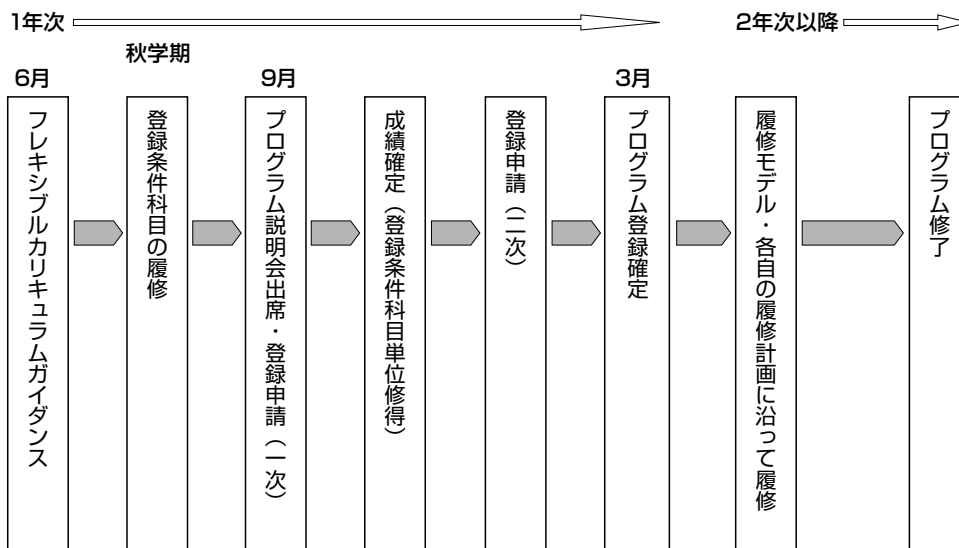 1年次
2年次以降
秋学期
6月
9月
3月
フレキシブルカリキュラムガイダンス
登録条件科目の履修
プログラム説明会出席・登録申請（一次）
成績確定（登録条件科目単位修得）
登録申請（二次）
プログラム登録確定
履修モデル・各自の履修計画に沿って履修
プログラム修了